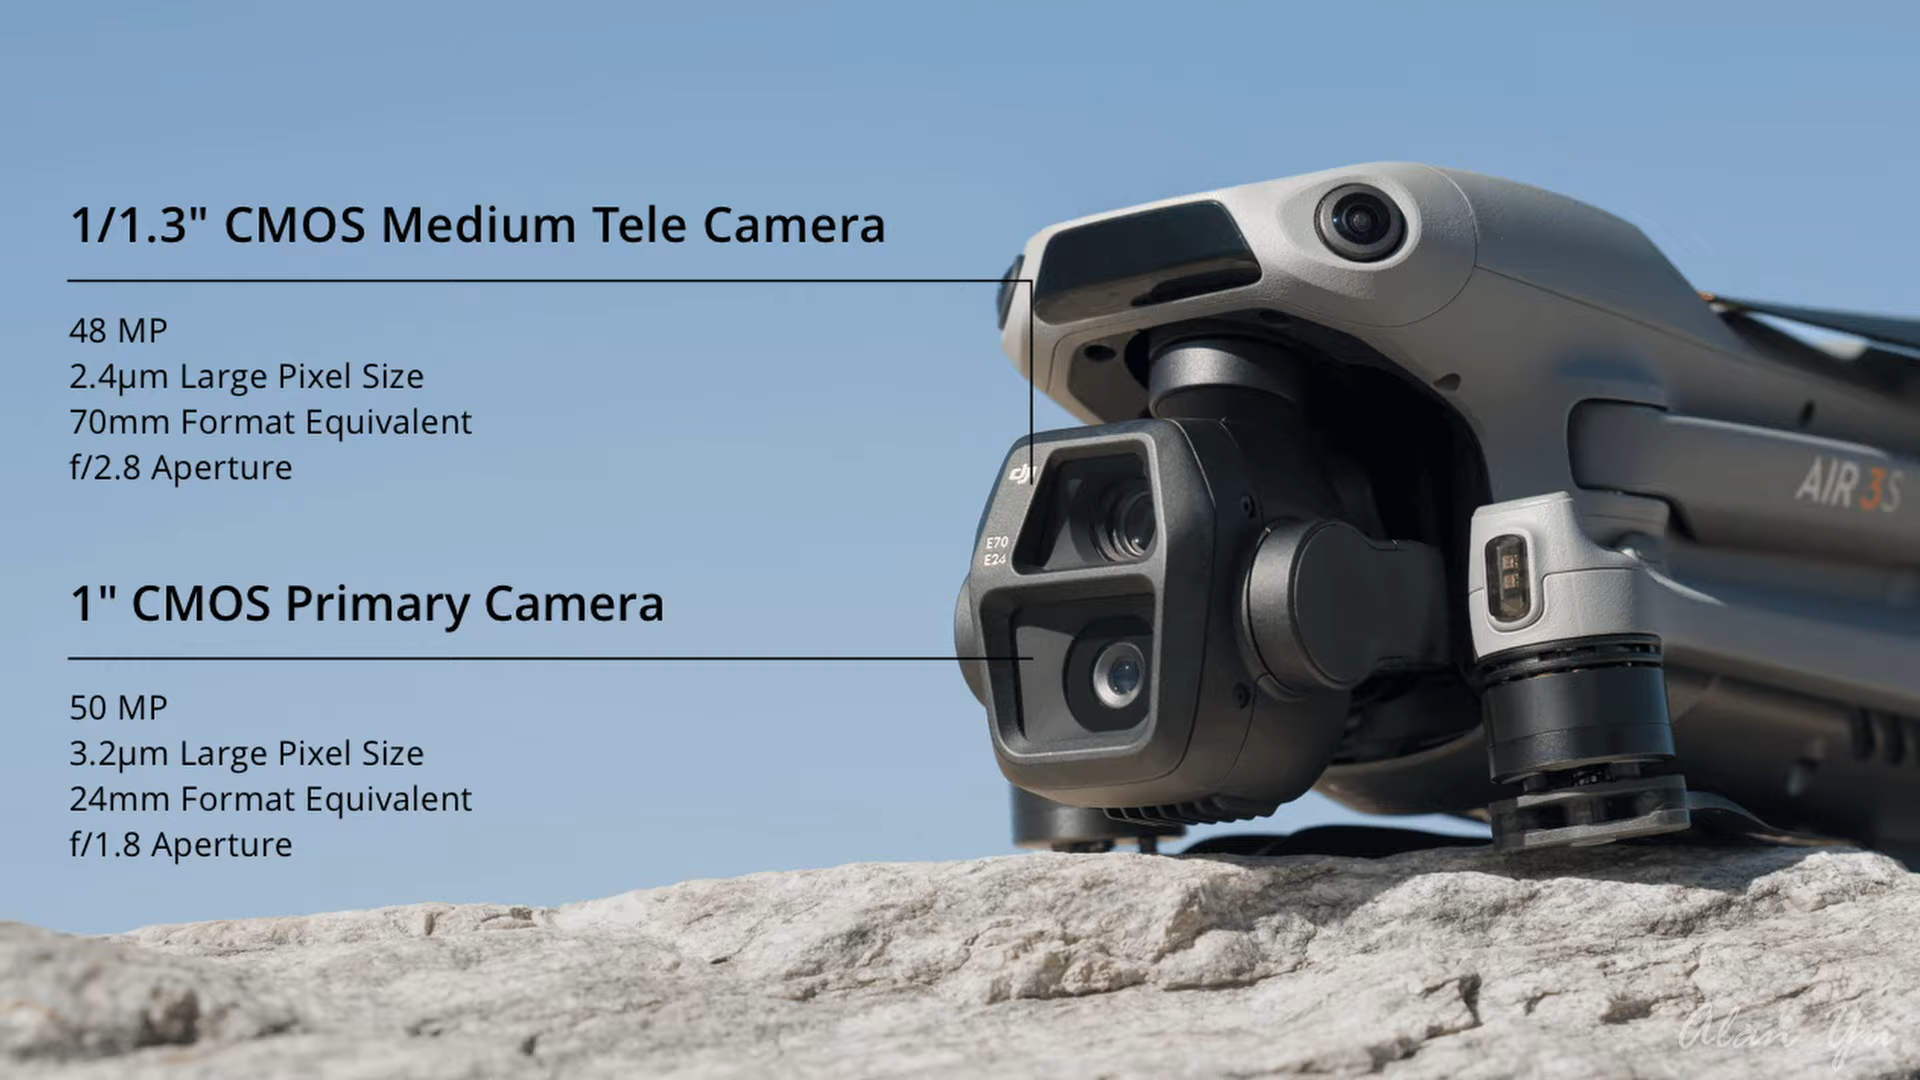 1/1.3" CMOS Medium Tele Camera
48 MP
2.4µm Large Pixel Size
70mm Format Equivalent
f/2.8 Aperture
1" CMOS Primary Camera
50 MP
3.2µm Large Pixel Size
24mm Format Equivalent
f/1.8 Aperture
dji
E70
E24
AIR 3S
Alan Yu